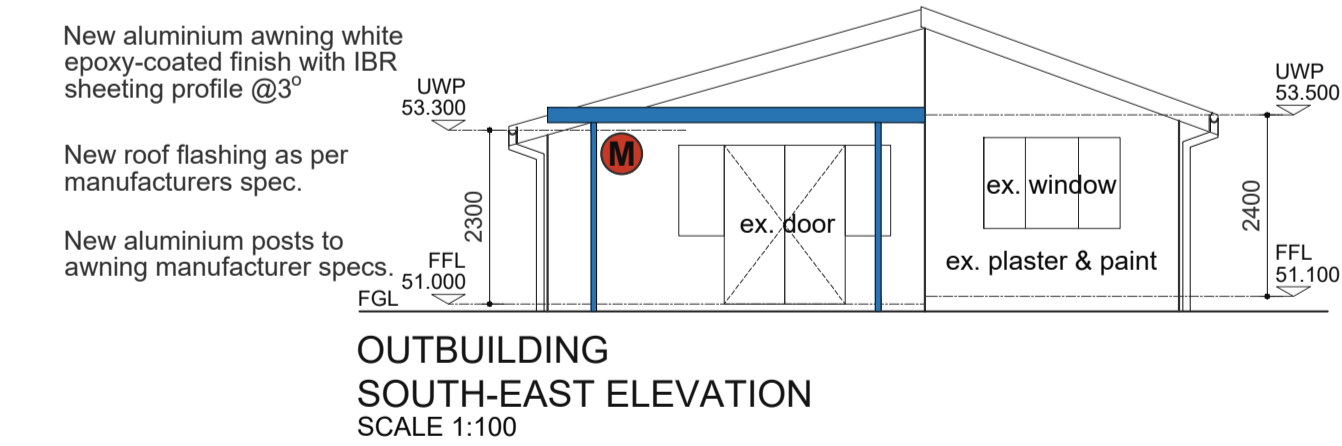 New aluminium awning white
epoxy-coated finish with IBR
sheeting profile @3°
New roof flashing as per
manufacturers spec.
New aluminium posts to
awning manufacturer specs.
UWP
53.300
2300
FFL
51.000
FGL
M
ex. door
ex. window
ex. plaster & paint
UWP
53.500
2400
FFL
51.100
OUTBUILDING
SOUTH-EAST ELEVATION
SCALE 1:100